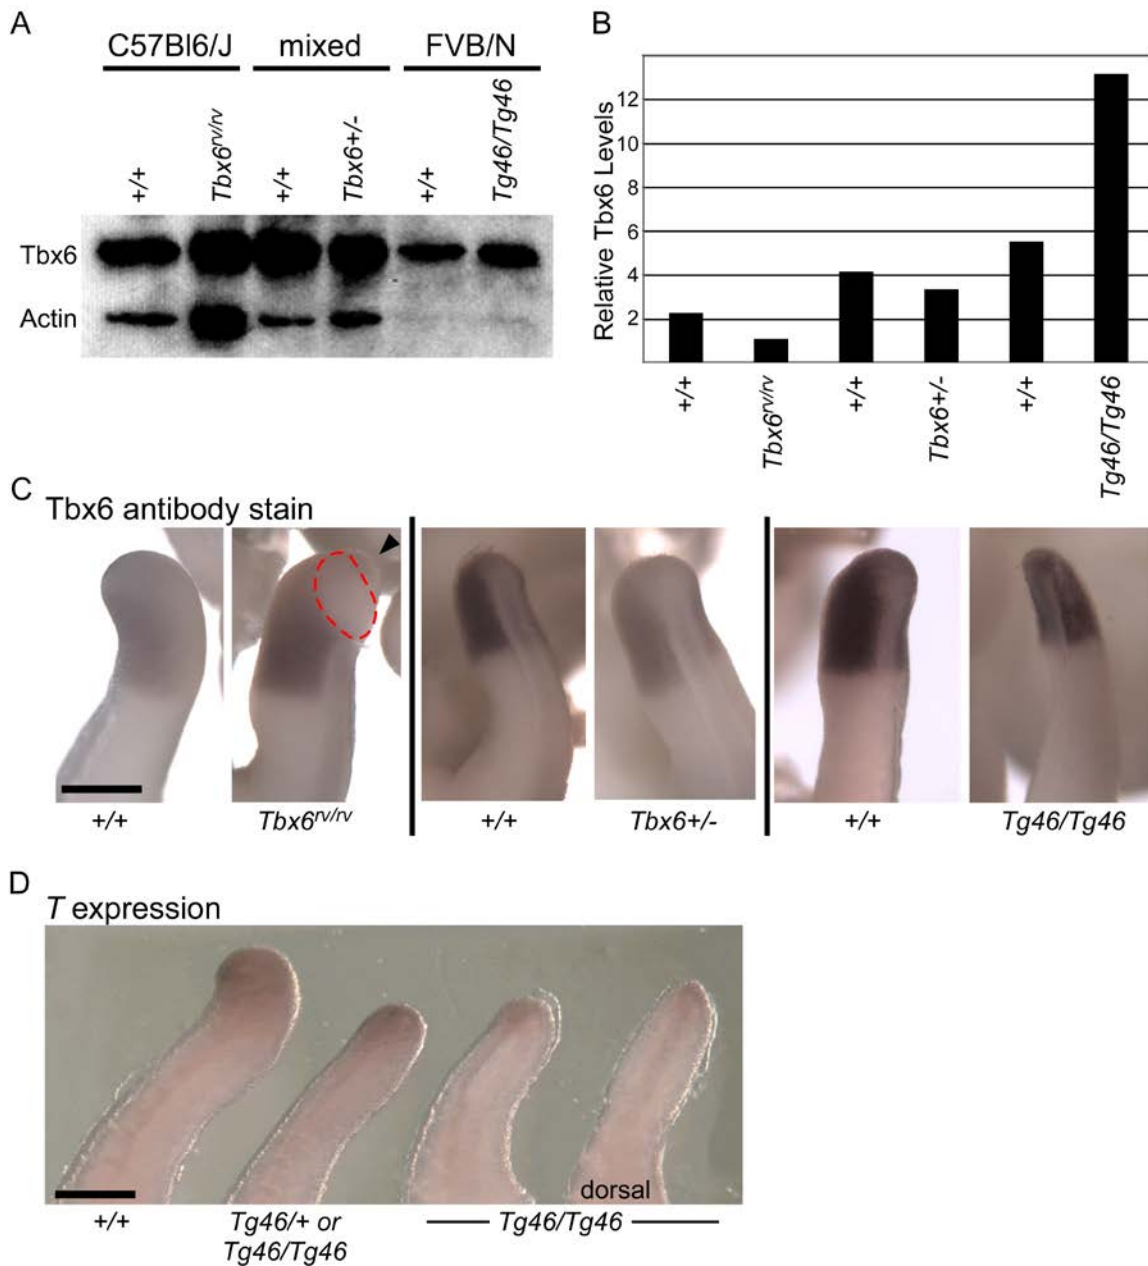 A
C57Bl6/J mixed FVB/N
+/+ Tbx6rv/rv +/+ Tbx6+/- +/+ Tg46/Tg46
Tbx6
Actin
B
Relative Tbx6 Levels
12
10
8
6
4
2
+/+ Tbx6rv/rv +/+ Tbx6+/- +/+ Tg46/Tg46
C
Tbx6 antibody stain
+/+ Tbx6rv/rv +/+ Tbx6+/- +/+ Tg46/Tg46
D
T expression
dorsal
+/+ Tg46/+ or Tg46/Tg46
Tg46/Tg46